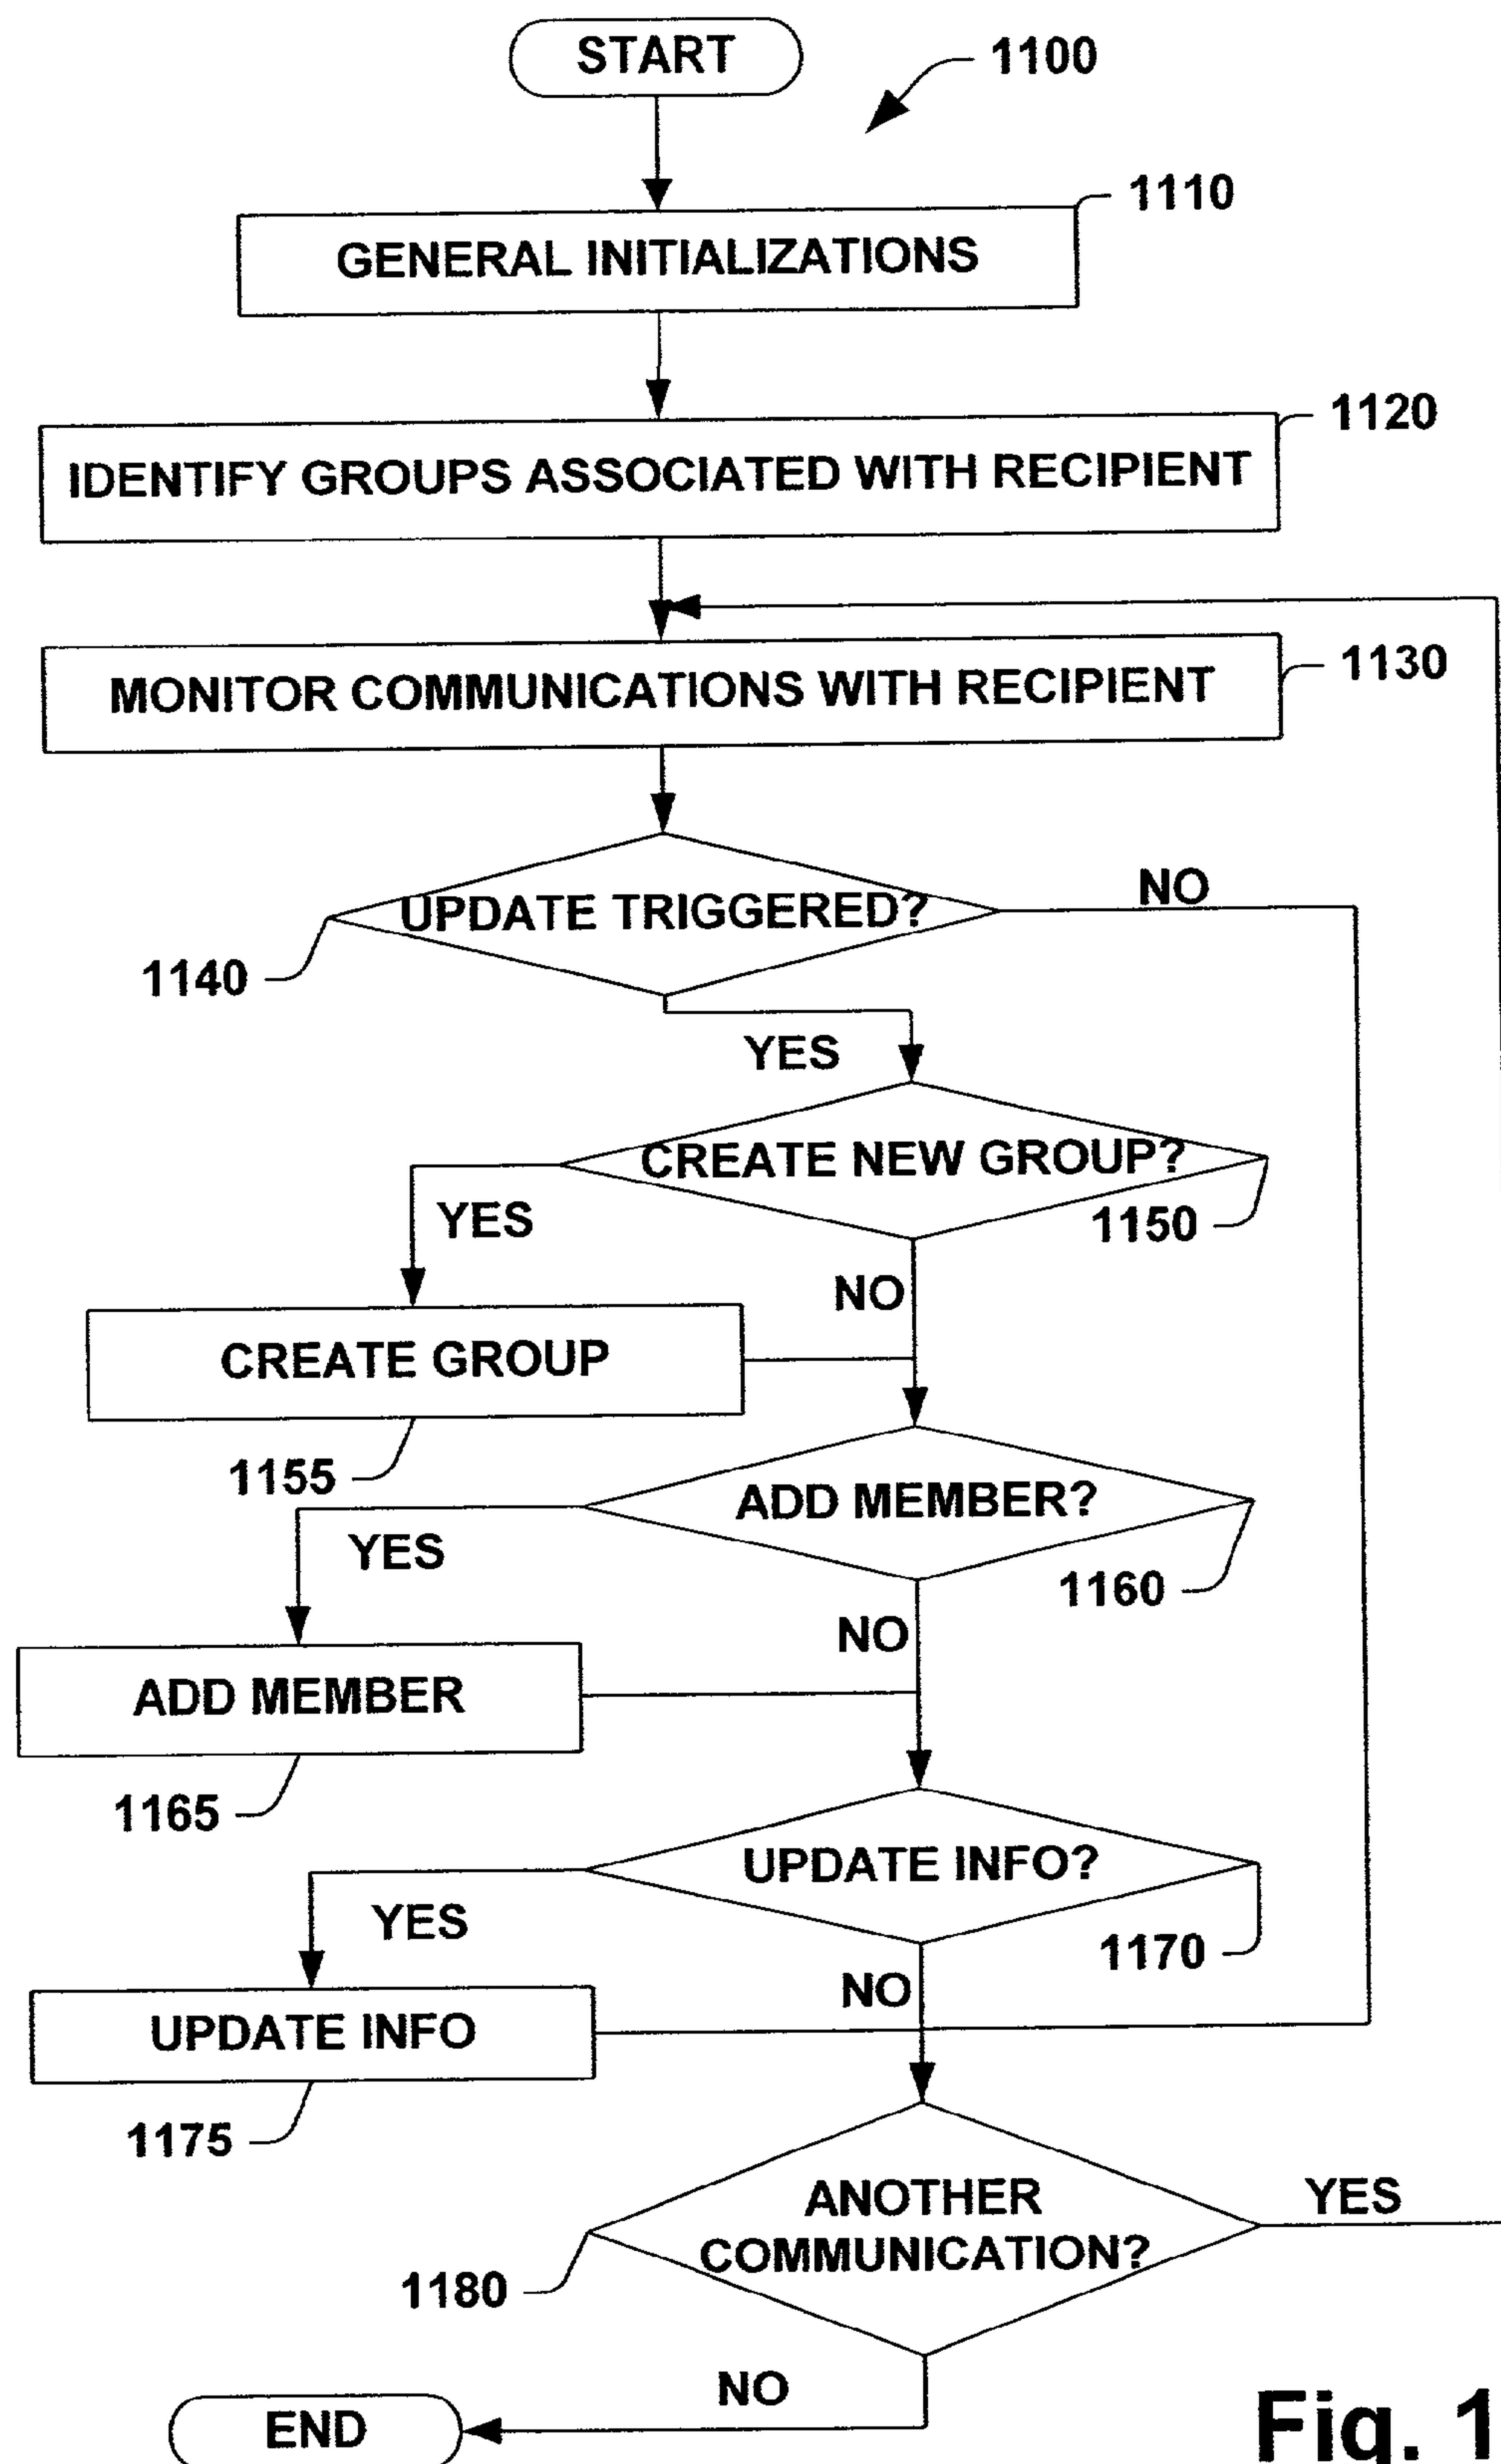 START
1100
1110
GENERAL INITIALIZATIONS
1120
IDENTIFY GROUPS ASSOCIATED WITH RECIPIENT
1130
MONITOR COMMUNICATIONS WITH RECIPIENT
NO
UPDATE TRIGGERED?
1140
YES
CREATE NEW GROUP?
1150
YES
NO
CREATE GROUP
1155
ADD MEMBER?
YES
1160
NO
ADD MEMBER
1165
UPDATE INFO?
YES
1170
NO
UPDATE INFO
1175
ANOTHER
COMMUNICATION?
YES
1180
NO
END
Fig. 1